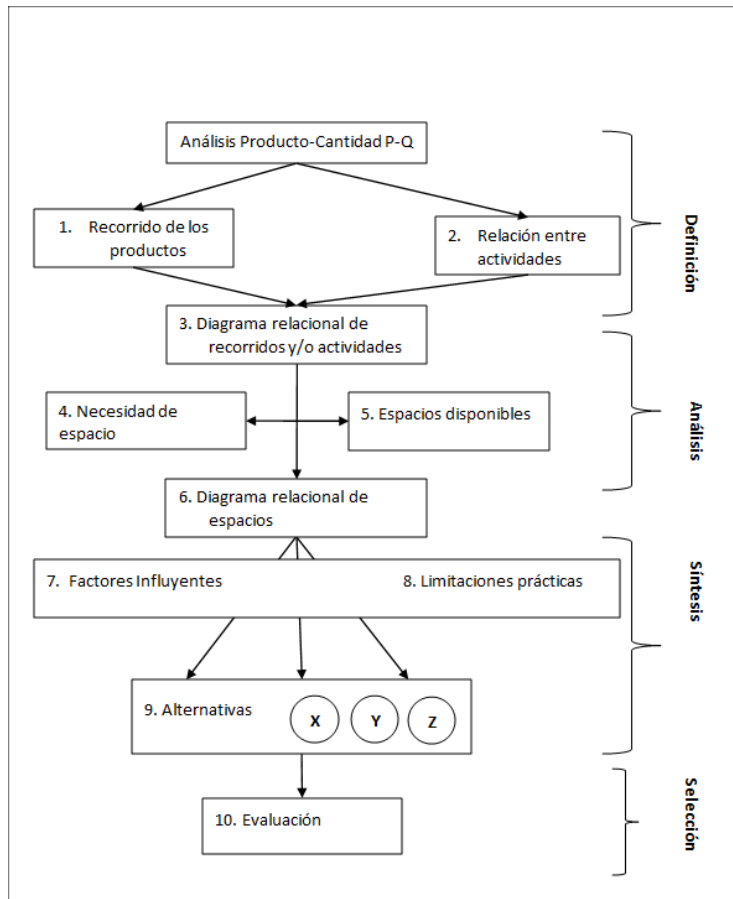 Análisis Producto-Cantidad P-Q
1. Recorrido de los
productos
2. Relación entre
actividades
Definición
3. Diagrama relacional de
recorridos y/o actividades
4. Necesidad de
espacio
5. Espacios disponibles
Análisis
6. Diagrama relacional de
espacios
7. Factores Influyentes
8. Limitaciones prácticas
Síntesis
9. Alternativas
X
Y
Z
10. Evaluación
Selección